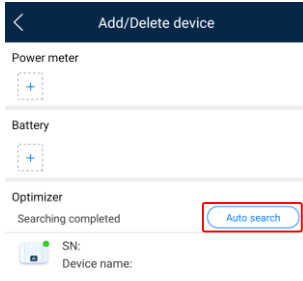 Add/Delete device
Power meter
+
Battery
+
Optimizer
Searching completed
Auto search
SN:
Device name: